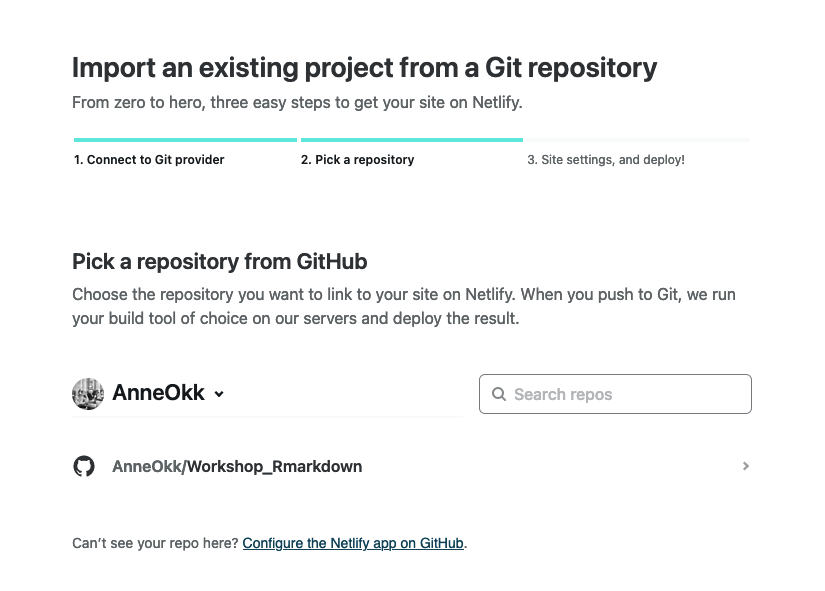 Import an existing project from a Git repository
From zero to hero, three easy steps to get your site on Netlify.
1. Connect to Git provider
2. Pick a repository
3. Site settings, and deploy!
Pick a repository from GitHub
Choose the repository you want to link to your site on Netlify. When you push to Git, we run
your build tool of choice on our servers and deploy the result.
AnneOkk
Search repos
AnneOkk/Workshop_Rmarkdown
Can’t see your repo here? Configure the Netlify app on GitHub.